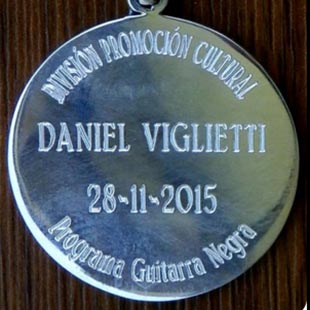 DIVISIÓN PROMOCIÓN CULTURAL
DANIEL VIGLIETTI
28-11-2015
Programa Guitarra Negra